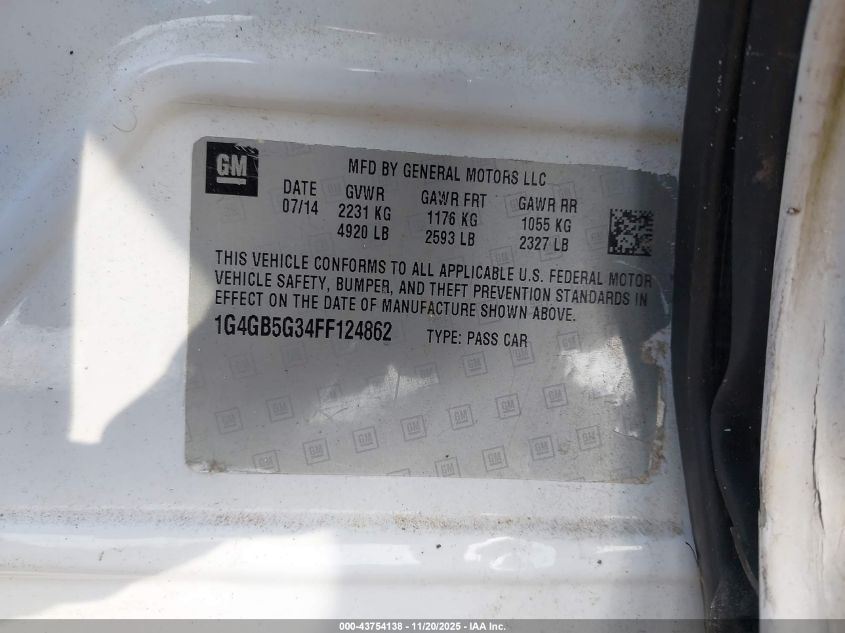 GM
MFD BY GENERAL MOTORS LLC
DATE GVWR GAWR FRT GAWR RR
07/14 2231 KG 1176 KG 1055 KG
4920 LB 2593 LB 2327 LB
THIS VEHICLE CONFORMS TO ALL APPLICABLE U.S. FEDERAL MOTOR
VEHICLE SAFETY, BUMPER, AND THEFT PREVENTION STANDARDS IN
EFFECT ON THE DATE OF MANUFACTURE SHOWN ABOVE.
1G4GB5G34FF124862 TYPE: PASS CAR
000-43754138 - 11/20/2025 - IAA Inc.